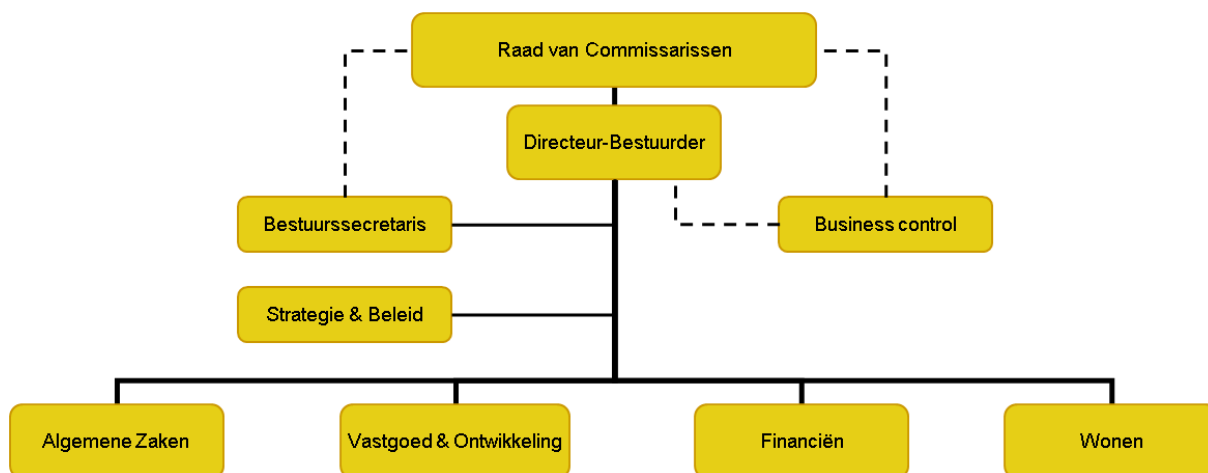 Raad van Commissarissen
Directeur-Bestuurder
Bestuurssecretaris
Business control
Strategie & Beleid
Algemene Zaken
Vastgoed & Ontwikkeling
Financiën
Wonen